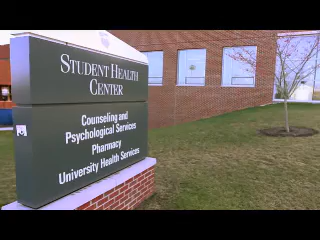 STUDENT HEALTH
CENTER
Counseling and
Psychological Services
Pharmacy
University Health Services